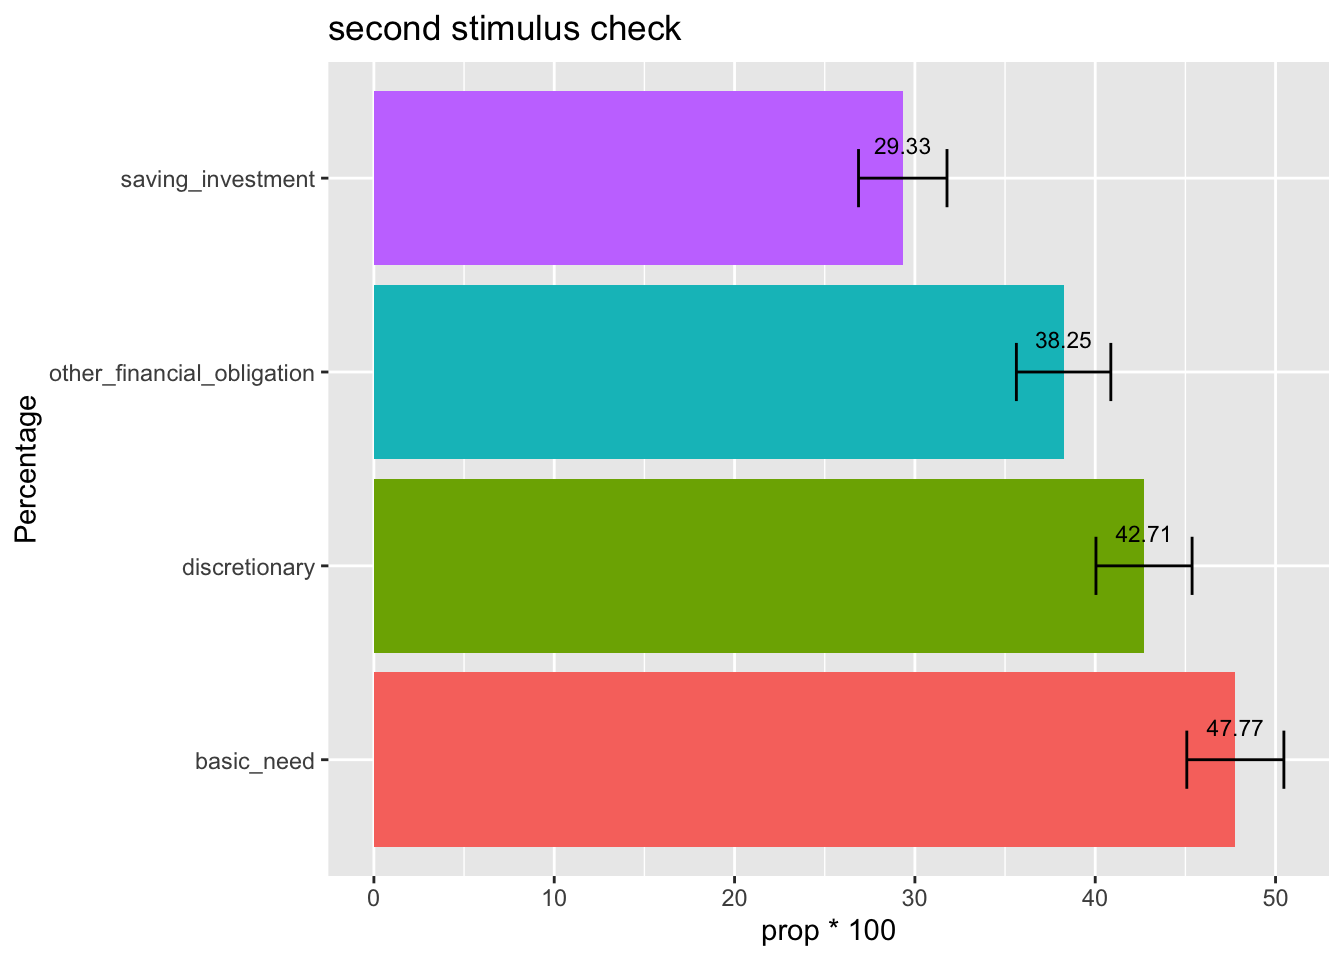 second stimulus check
Percentage
saving_investment
29.33
other_financial_obligation
38.25
discretionary
42.71
basic_need
47.77
0 10 20 30 40 50
prop * 100